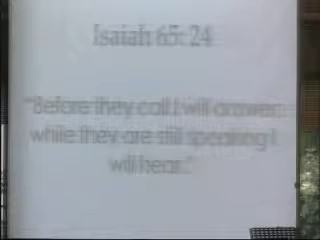 Isaiah 65: 24
"Before they call I will answer;
while they are still speaking I
will hear."